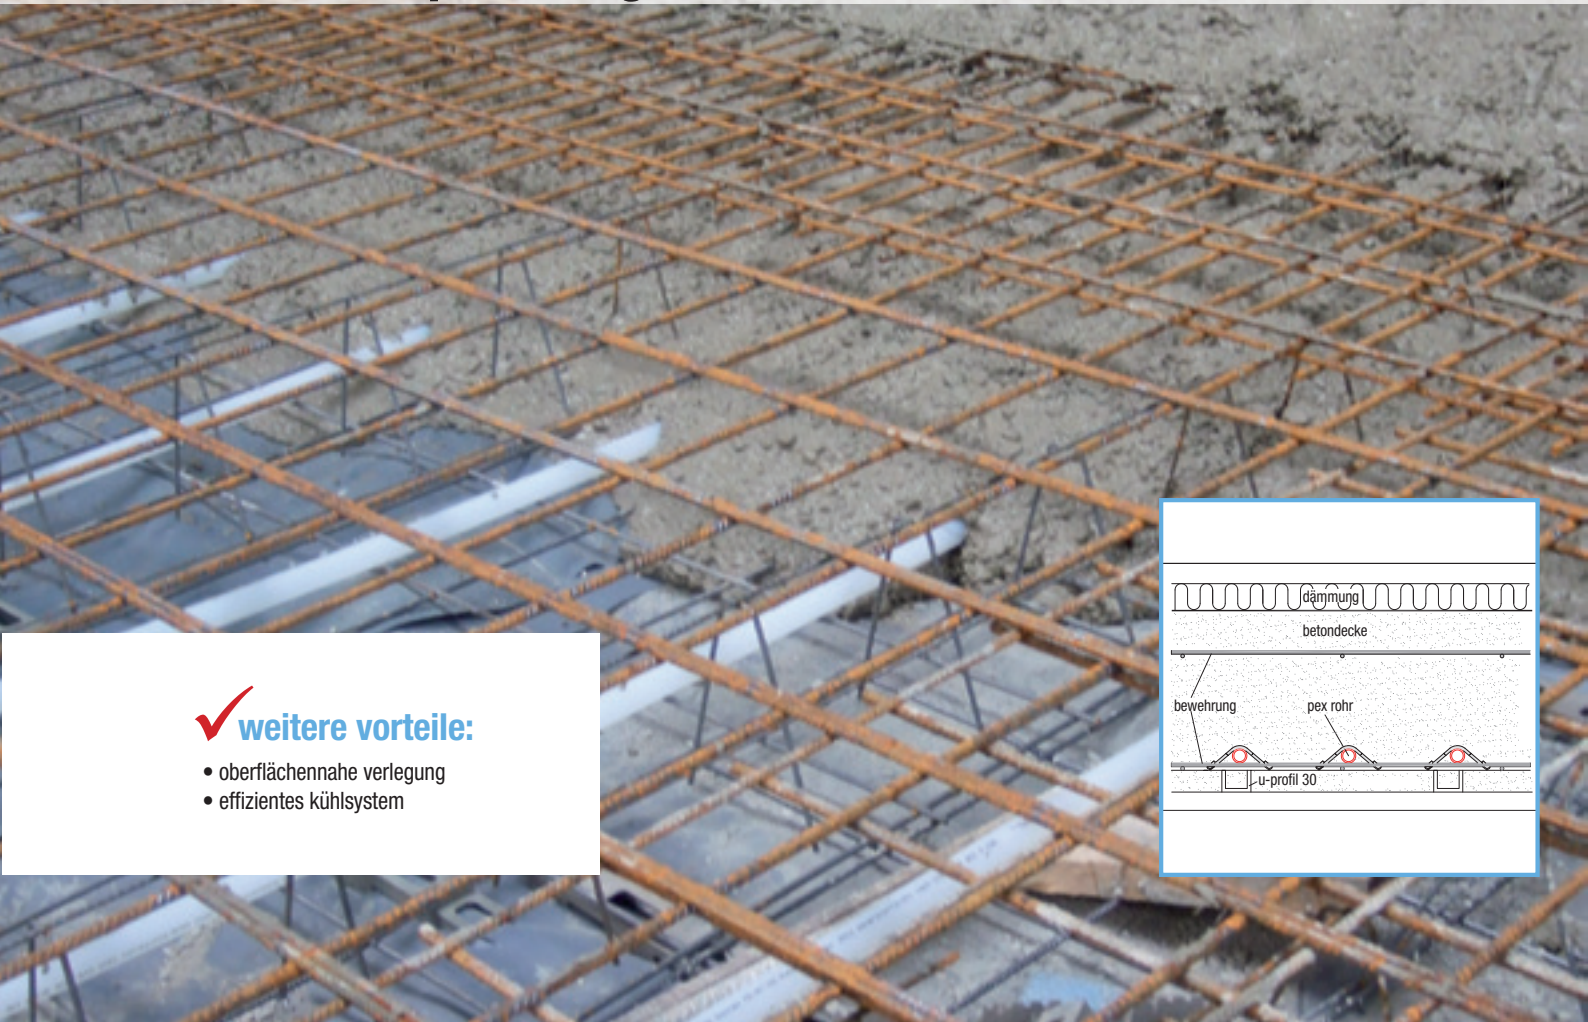 weitere vorteile:
• oberflächennahe verlegung
• effizientes kühlsystem
dämmung
betondecke
bewehrung
pex rohr
u-profil 30